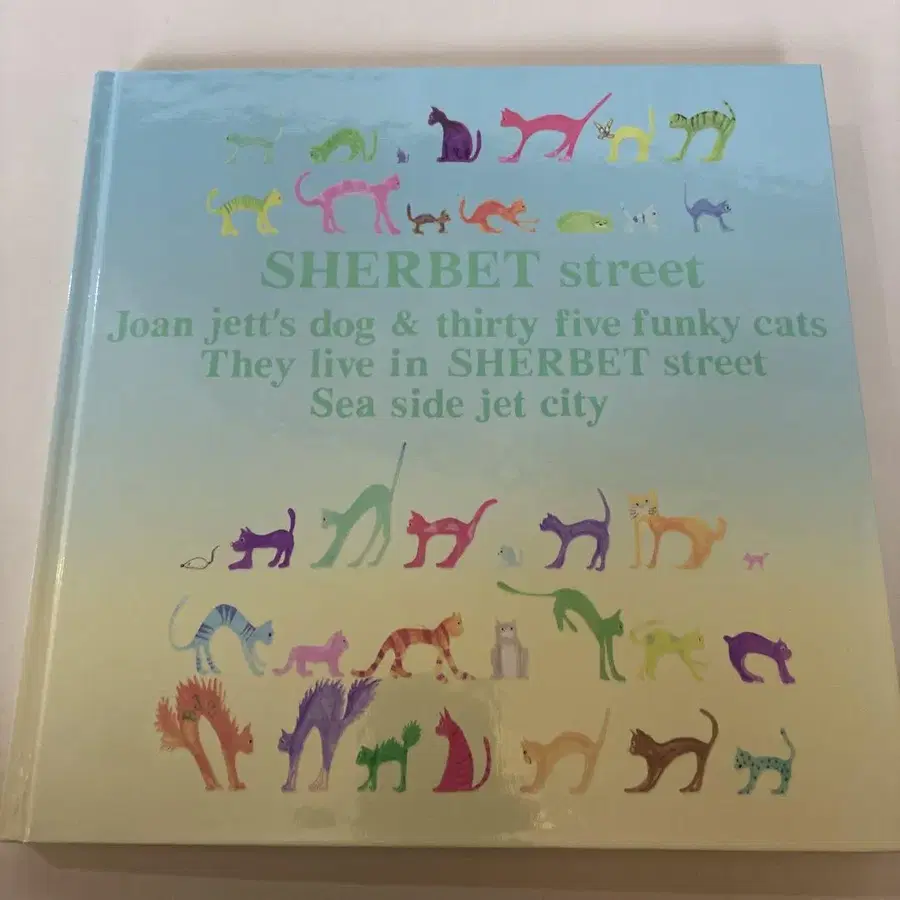 SHERBET street
Joan jett's dog & thirty five funky cats
They live in SHERBET street
Sea side jet city